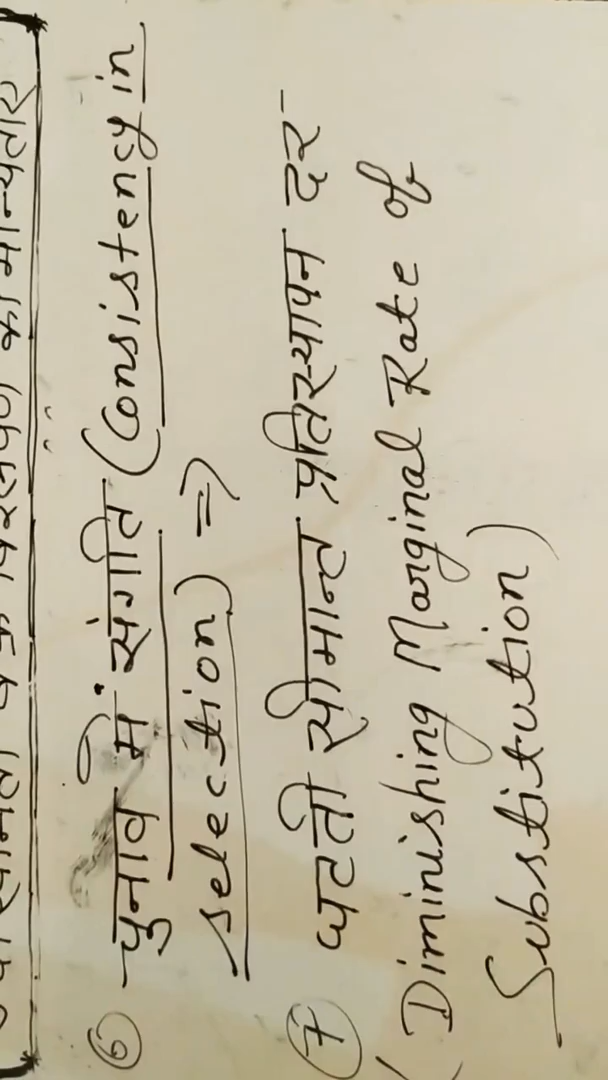 ⑥ चुनाव में संगति (Consistency in
selection) ⇒
⑦ घटती सीमान्त प्रतिस्थापन दर -
(Diminishing Marginal Rate of
Substitution)